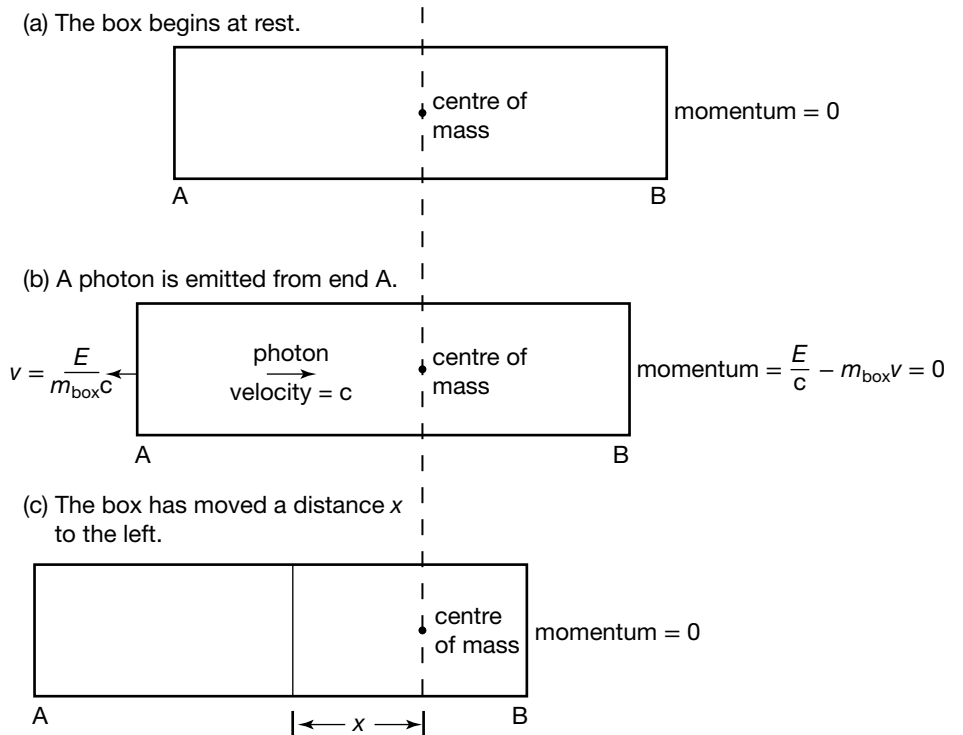 (a) The box begins at rest.
centre of
mass
momentum = 0
A
B
(b) A photon is emitted from end A.
v = E/(m_box c)
photon
velocity = c
centre of
mass
momentum = E/c − m_box v = 0
A
B
(c) The box has moved a distance x
to the left.
centre
of mass
momentum = 0
A
x
B